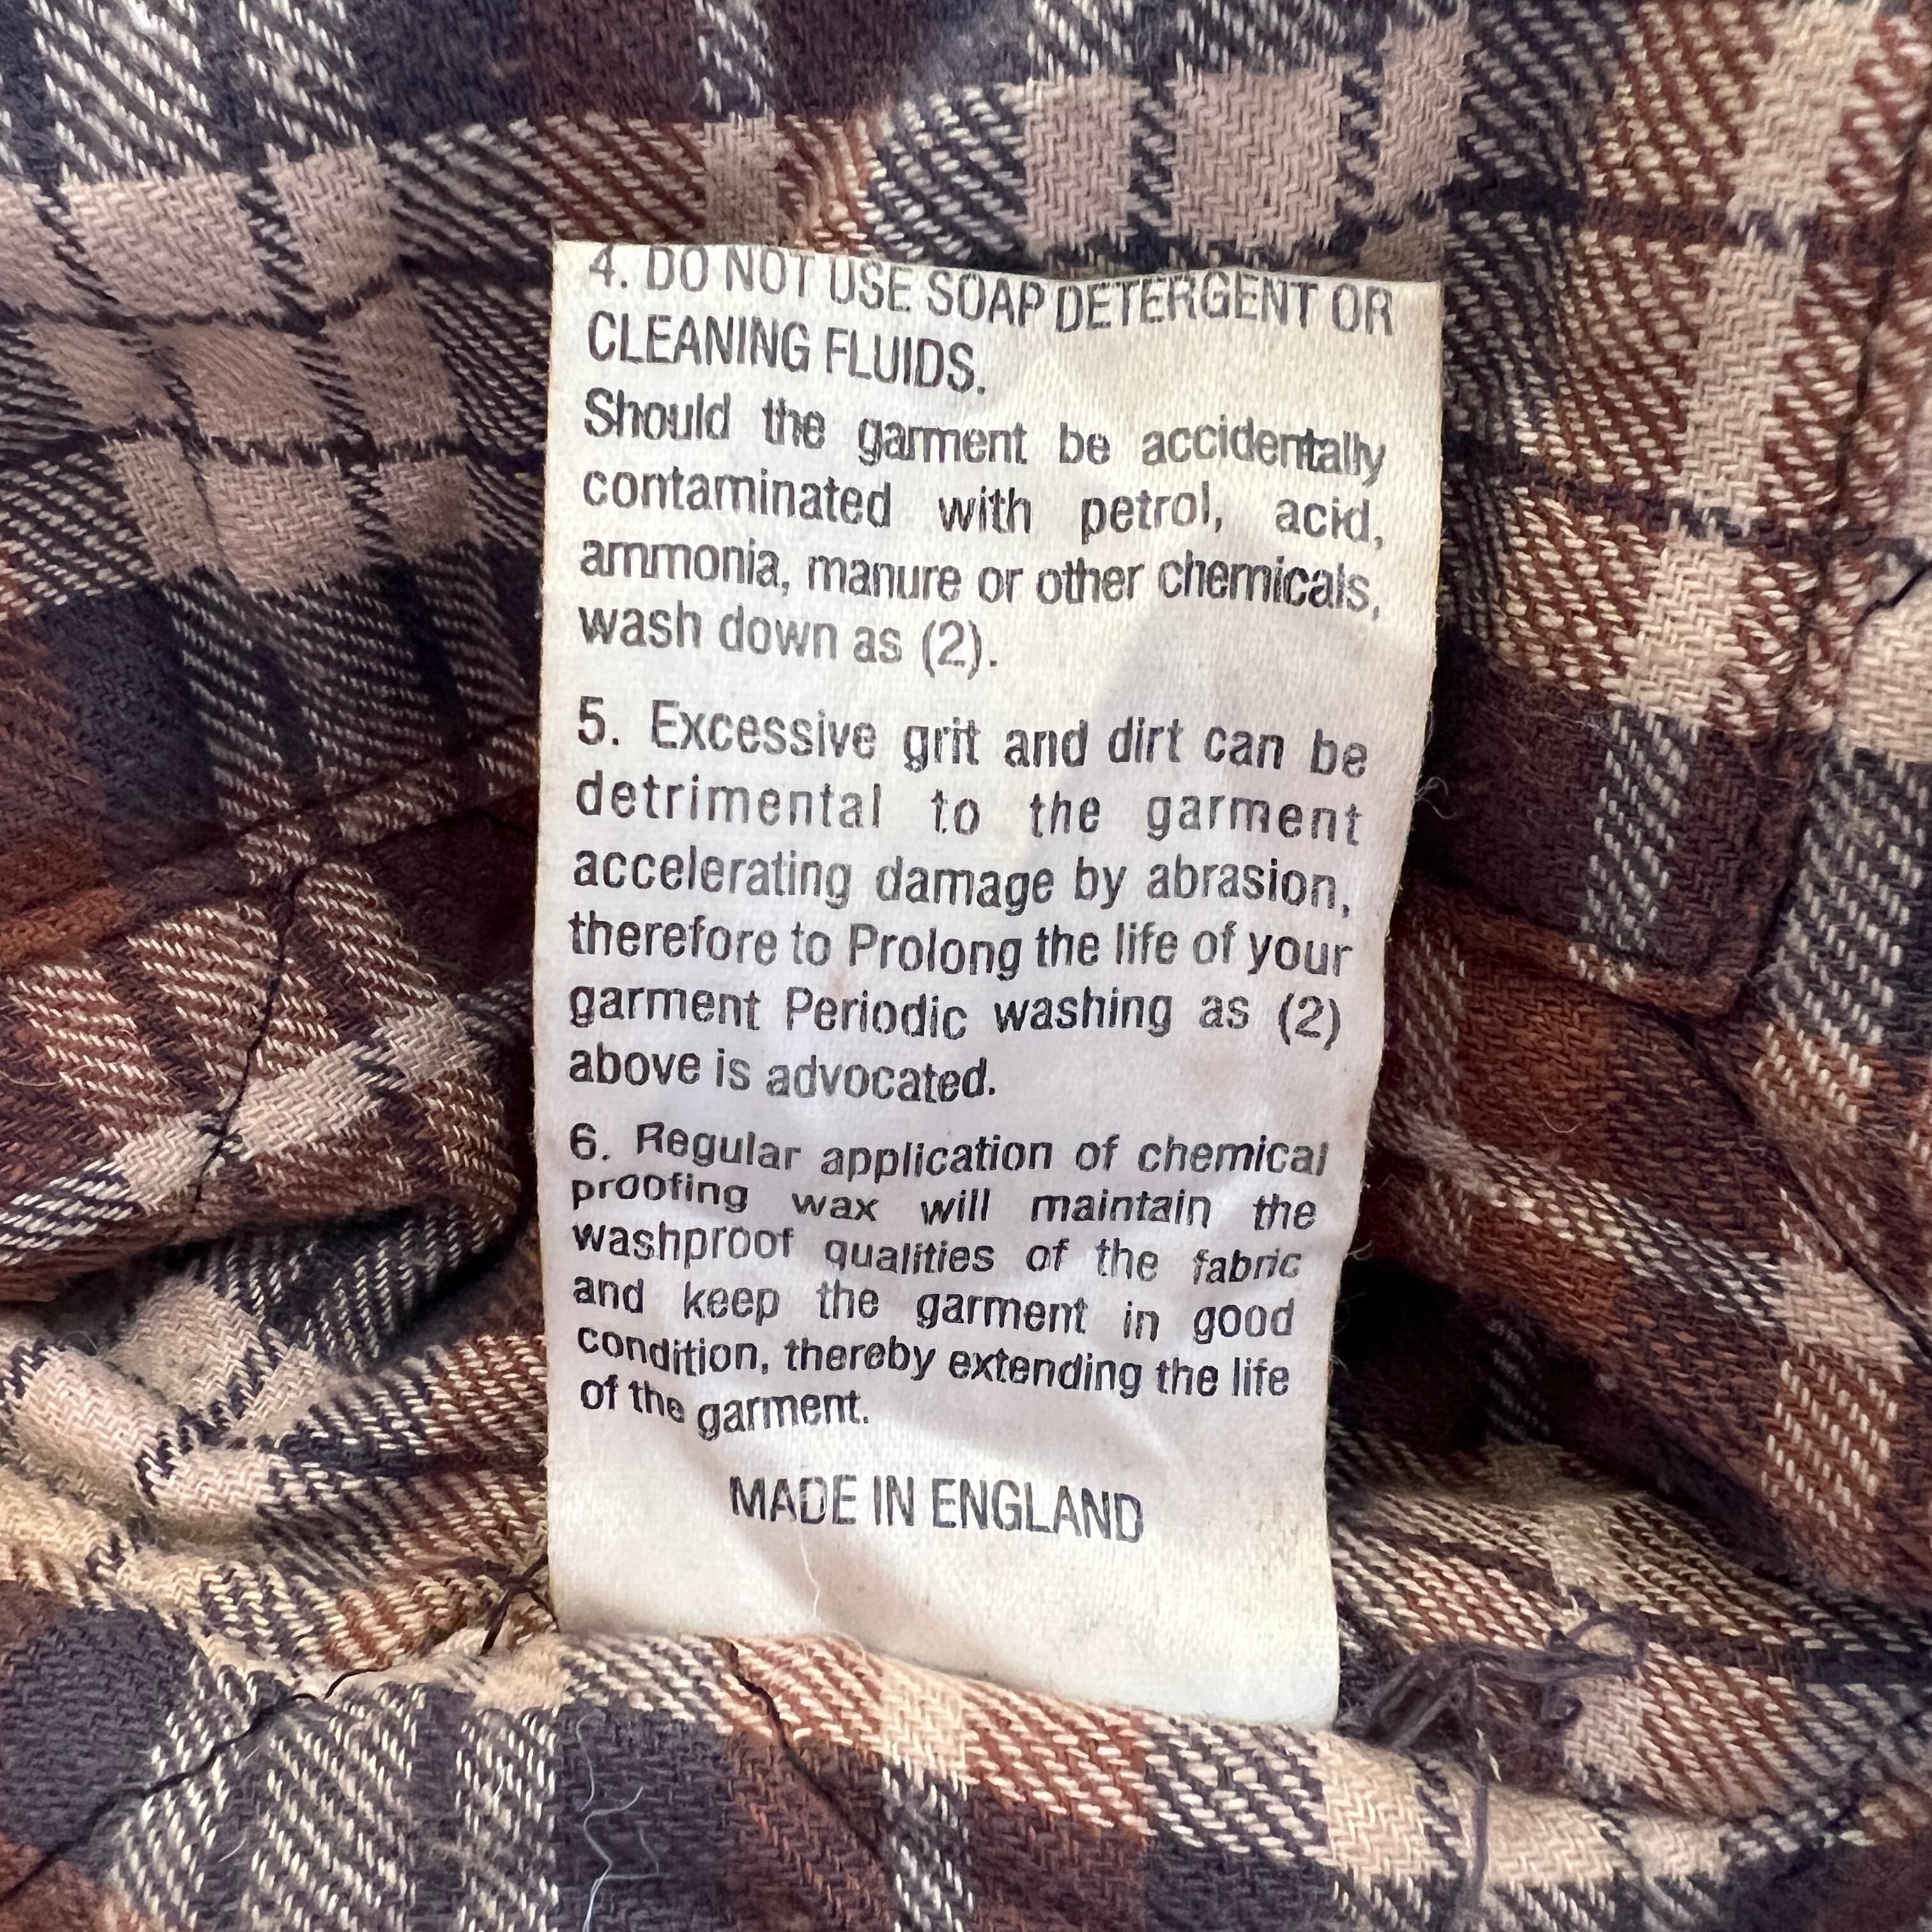 4. DO NOT USE SOAP DETERGENT OR
CLEANING FLUIDS.
Should the garment be accidentally
contaminated with petrol, acid,
ammonia, manure or other chemicals,
wash down as (2).
5. Excessive grit and dirt can be
detrimental to the garment
accelerating damage by abrasion,
therefore to Prolong the life of your
garment Periodic washing as (2)
above is advocated.
6. Regular application of chemical
proofing wax will maintain the
washproof qualities of the fabric
and keep the garment in good
condition, thereby extending the life
of the garment.
MADE IN ENGLAND